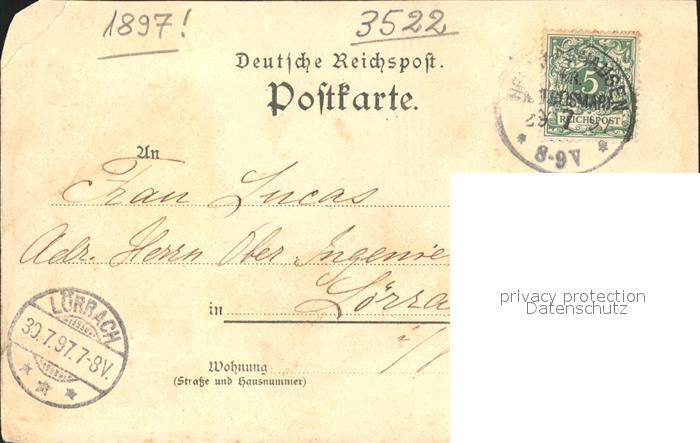 1897! 3522
Deutsche Reichspost.
Postkarte.
5
REICHSPOST
8-9V
An
Frau Lucas
Adr. Herrn Ober Ingenie
in Lörra
i/
Wohnung
(Straße und Hausnummer)
LÖRRACH
30.7.97.7-8V.
privacy protection
Datenschutz